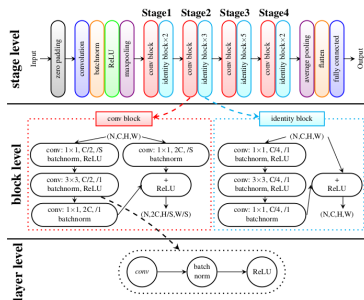 Stage1 Stage2 Stage3 Stage4
stage level
Input
zero padding
convolution
batchnorm
ReLU
maxpooling
conv block
identity block×2
conv block
identity block×3
conv block
identity block×5
conv block
identity block×2
average pooling
flatten
fully connected
Output
block level
conv block
(N,C,H,W)
conv: 1×1, C/2, /S
batchnorm, ReLU
conv: 1×1, 2C, /S
batchnorm
conv: 3×3, C/2, /1
batchnorm, ReLU
+
ReLU
conv: 1×1, 2C, /1
batchnorm
(N,2C,H/S,W/S)
identity block
(N,C,H,W)
conv: 1×1, C/4, /1
batchnorm, ReLU
conv: 3×3, C/4, /1
batchnorm, ReLU
+
ReLU
conv: 1×1, C/4, /1
batchnorm
(N,C,H,W)
layer level
conv
batch
norm
ReLU